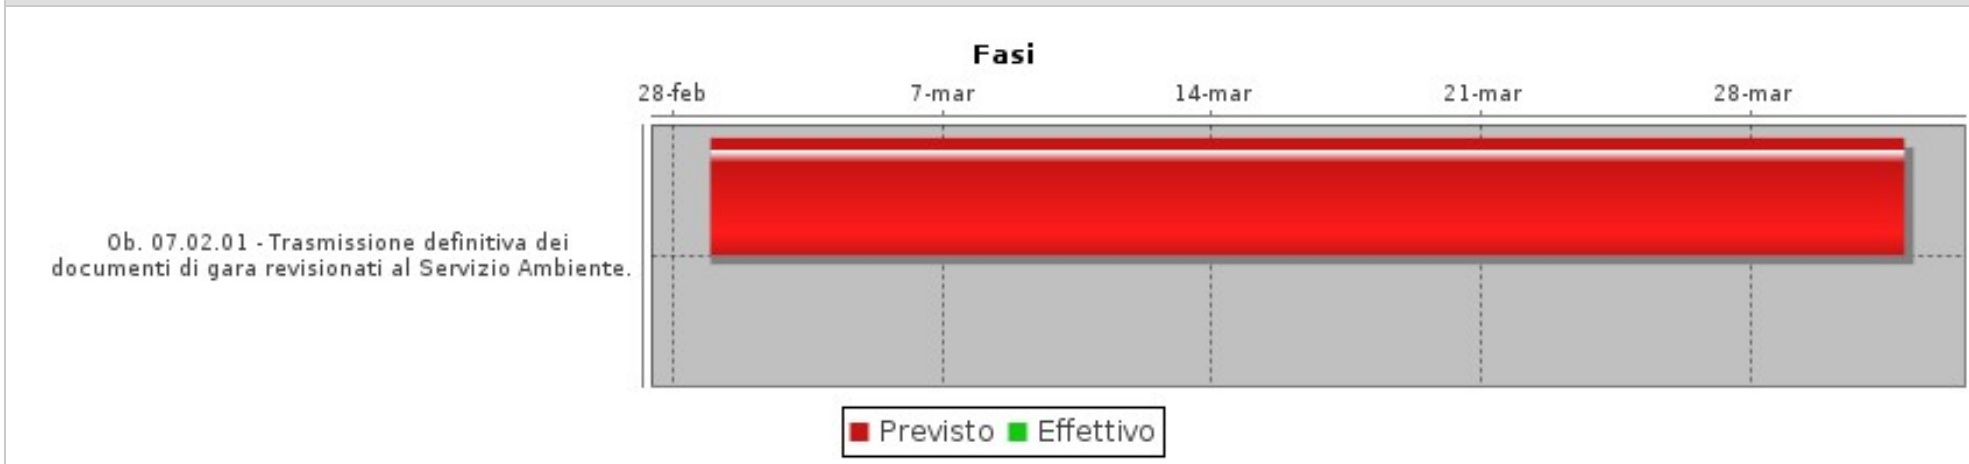 Fasi
28-feb 7-mar 14-mar 21-mar 28-mar
Ob. 07.02.01 - Trasmissione definitiva dei
documenti di gara revisionati al Servizio Ambiente.
Previsto Effettivo